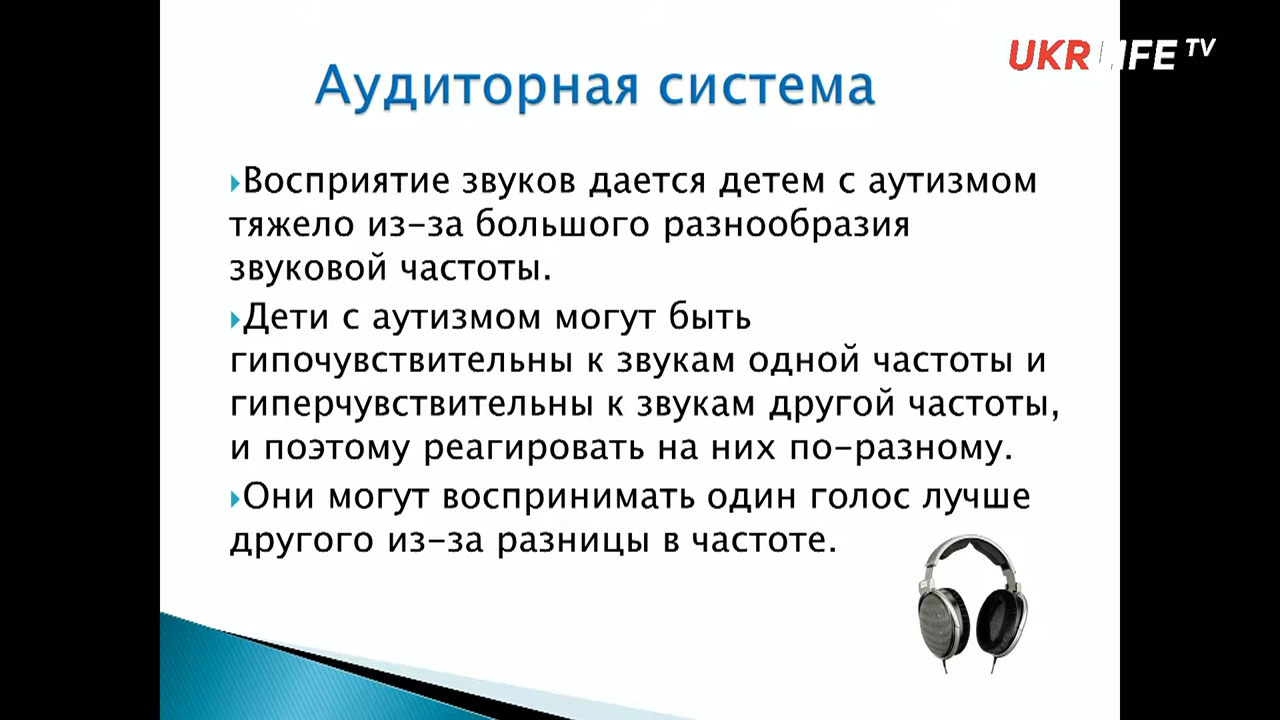 UKRLIFE TV
Аудиторная система
Восприятие звуков дается детем с аутизмом
тяжело из-за большого разнообразия
звуковой частоты.
Дети с аутизмом могут быть
гипочувствительны к звукам одной частоты и
гиперчувствительны к звукам другой частоты,
и поэтому реагировать на них по-разному.
Они могут воспринимать один голос лучше
другого из-за разницы в частоте.